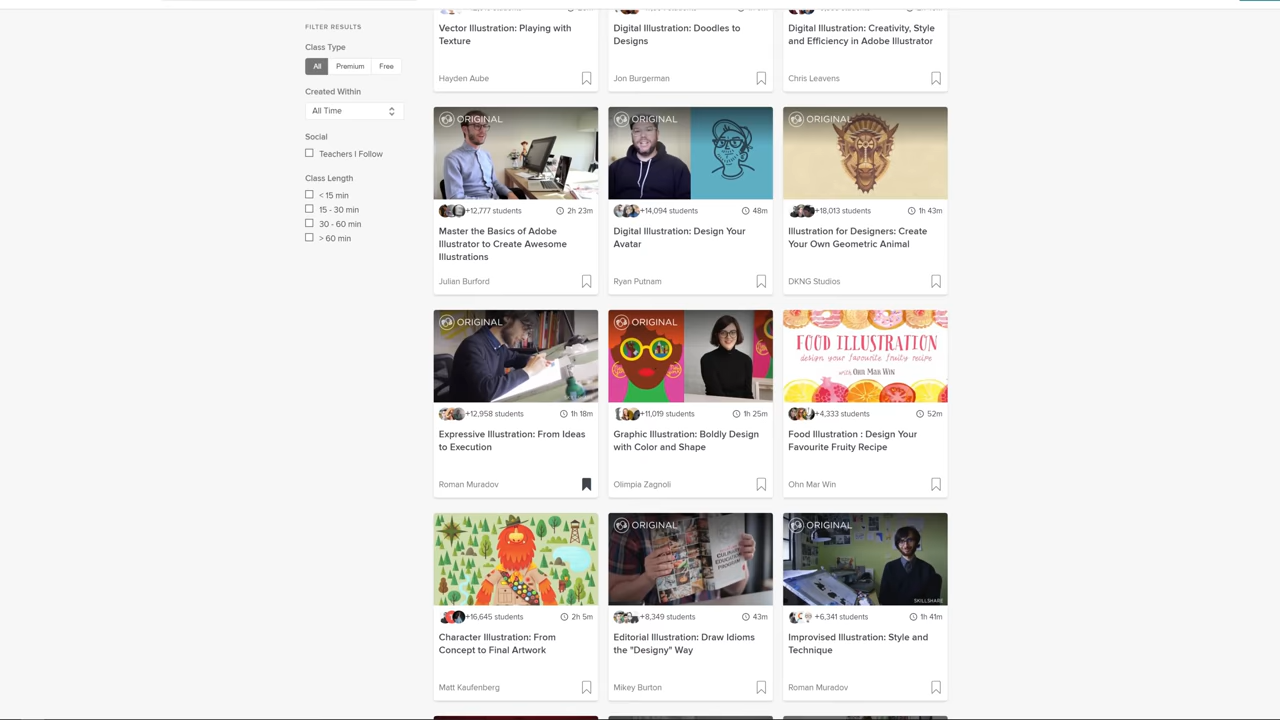 FILTER RESULTS
Class Type
All
Premium
Free
Created Within
All Time
Social
Teachers I Follow
Class Length
< 15 min
15 - 30 min
30 - 60 min
> 60 min
Vector Illustration: Playing with
Texture
Hayden Aube
Digital Illustration: Doodles to
Designs
Jon Burgerman
Digital Illustration: Creativity, Style
and Efficiency in Adobe Illustrator
Chris Leavens
ORIGINAL
+12,777 students
2h 23m
Master the Basics of Adobe
Illustrator to Create Awesome
Illustrations
Julian Burford
ORIGINAL
+14,094 students
48m
Digital Illustration: Design Your
Avatar
Ryan Putnam
ORIGINAL
+18,013 students
1h 43m
Illustration for Designers: Create
Your Own Geometric Animal
DKNG Studios
ORIGINAL
+12,958 students
1h 18m
Expressive Illustration: From Ideas
to Execution
Roman Muradov
ORIGINAL
+11,019 students
1h 25m
Graphic Illustration: Boldly Design
with Color and Shape
Olimpia Zagnoli
FOOD ILLUSTRATION
design your favourite fruity recipe
with OHN MAR WIN
+4,333 students
52m
Food Illustration : Design Your
Favourite Fruity Recipe
Ohn Mar Win
+16,645 students
2h 5m
Character Illustration: From
Concept to Final Artwork
Matt Kaufenberg
ORIGINAL
CULINARY
EDUCATION
PROGRAM
+8,349 students
43m
Editorial Illustration: Draw Idioms
the "Designy" Way
Mikey Burton
ORIGINAL
SKILLSHARE
+6,341 students
1h 41m
Improvised Illustration: Style and
Technique
Roman Muradov